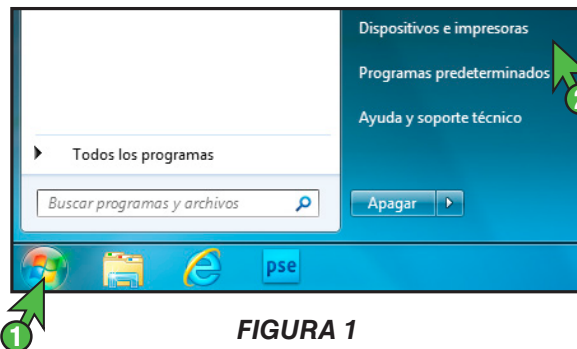 Dispositivos e impresoras
Programas predeterminados
Ayuda y soporte técnico
Todos los programas
Buscar programas y archivos
Apagar
pse
1
2
FIGURA 1